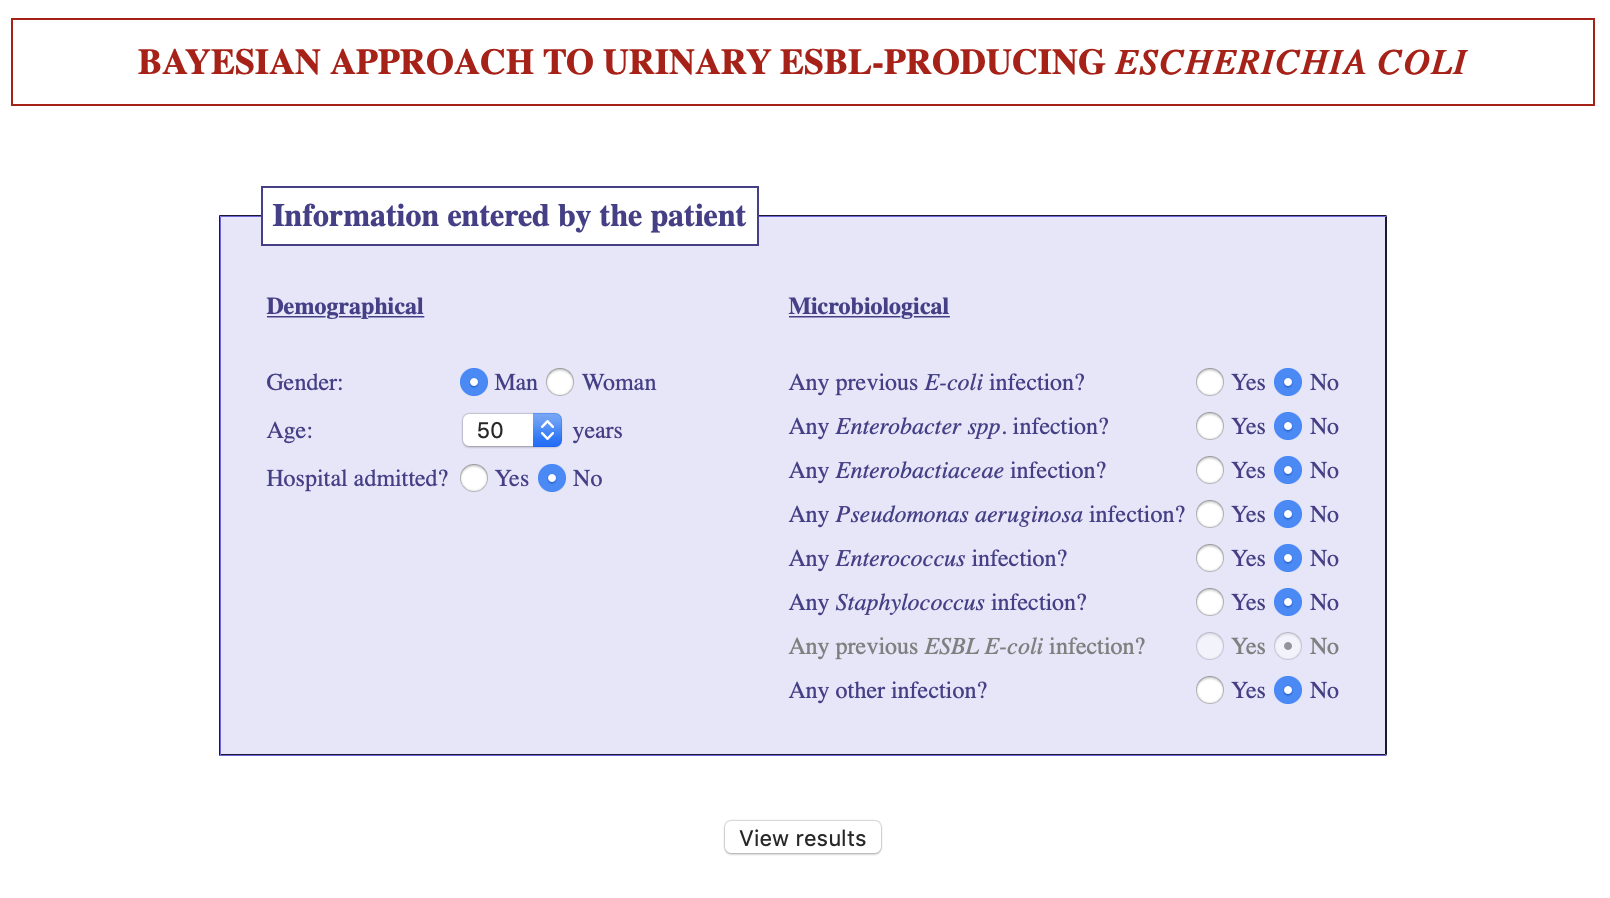 BAYESIAN APPROACH TO URINARY ESBL-PRODUCING ESCHERICHIA COLI
Information entered by the patient
Demographical
Gender: Man Woman
Age: 50 years
Hospital admitted? Yes No
Microbiological
Any previous E-coli infection? Yes No
Any Enterobacter spp. infection? Yes No
Any Enterobactiaceae infection? Yes No
Any Pseudomonas aeruginosa infection? Yes No
Any Enterococcus infection? Yes No
Any Staphylococcus infection? Yes No
Any previous ESBL E-coli infection? Yes No
Any other infection? Yes No
View results